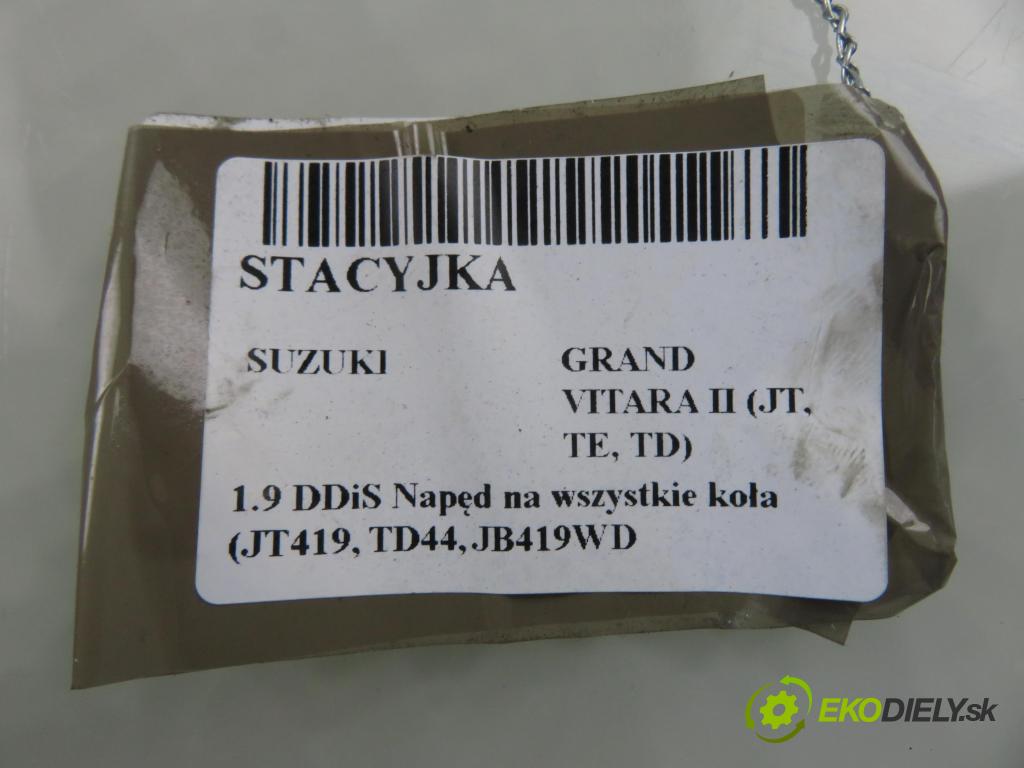 STACYJKA
SUZUKI
GRAND
VITARA II (JT,
TE, TD)
1.9 DDiS Napęd na wszystkie koła
(JT419, TD44, JB419WD
EKODIELY.sk